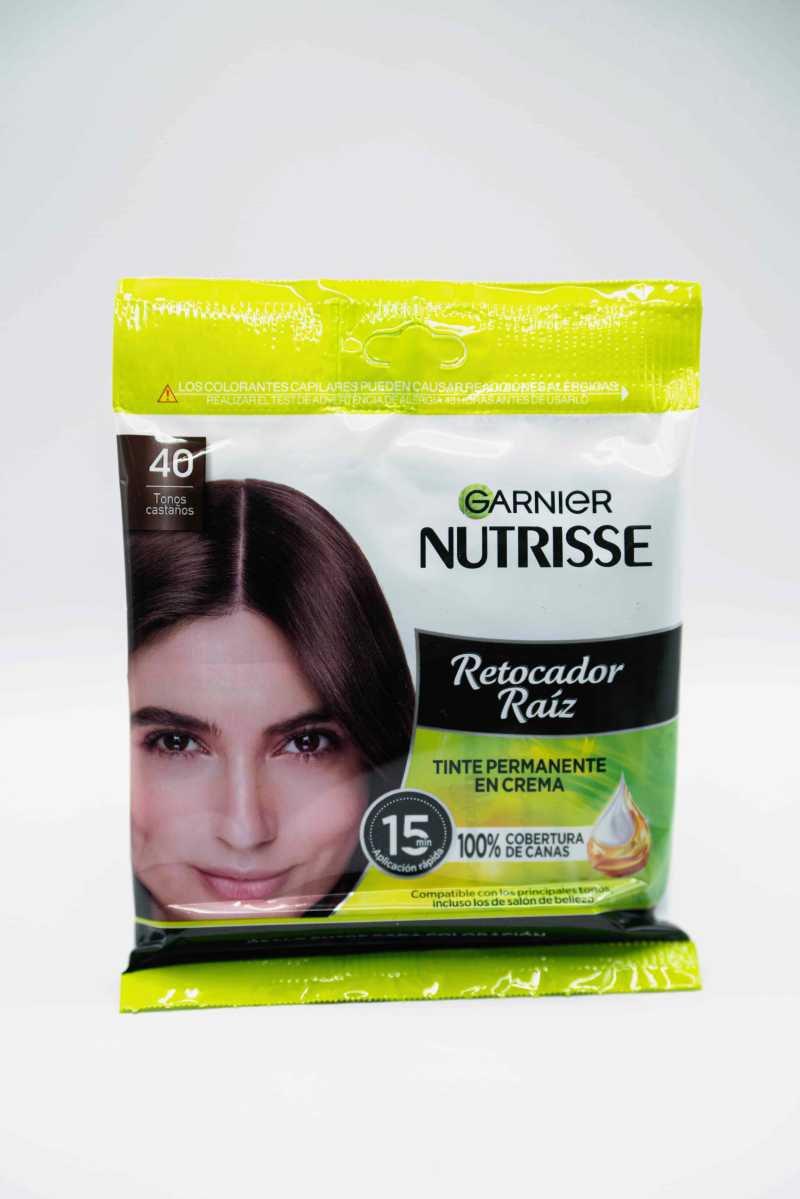 LOS COLORANTES CAPILARES PUEDEN CAUSAR REACCIONES ALÉRGICAS.
REALIZAR EL TEST DE ADVERTENCIA DE ALERGIA 48 HORAS ANTES DE USARLO
40
Tonos
castaños
GARNIER
NUTRISSE
Retocador
Raíz
TINTE PERMANENTE
EN CREMA
15 min
Aplicación rápida
100% COBERTURA
DE CANAS
Compatible con los principales tonos,
incluso los de salón de belleza
COLORACIÓN